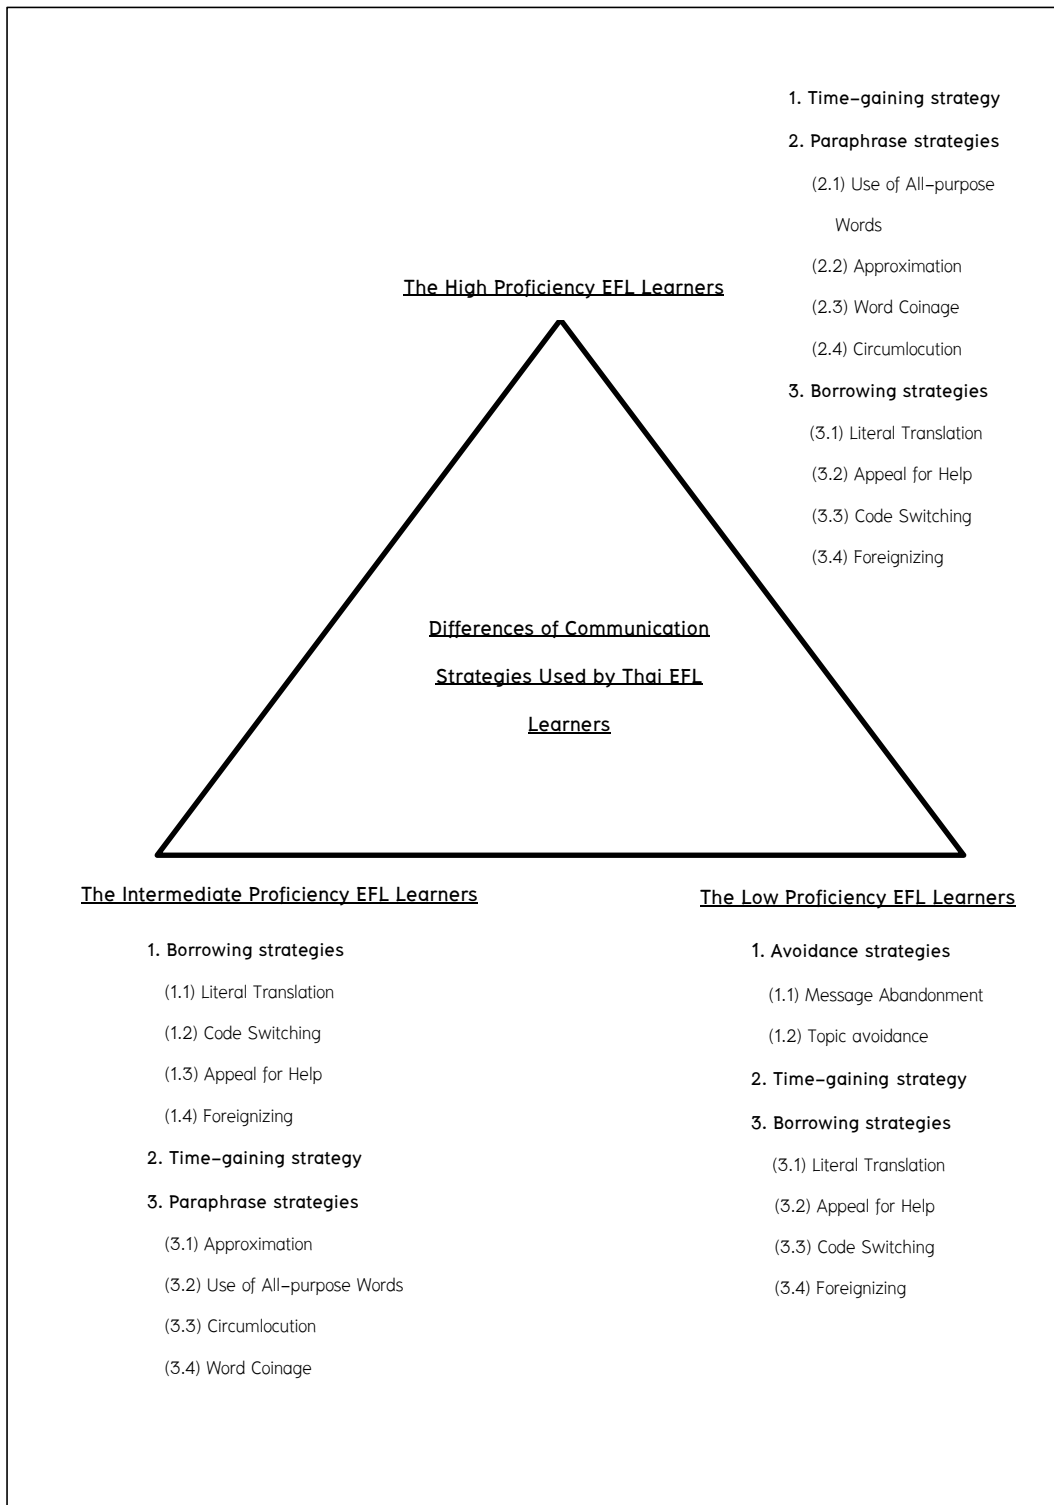 1. Time-gaining strategy
2. Paraphrase strategies
(2.1) Use of All-purpose
Words
(2.2) Approximation
(2.3) Word Coinage
(2.4) Circumlocution
3. Borrowing strategies
(3.1) Literal Translation
(3.2) Appeal for Help
(3.3) Code Switching
(3.4) Foreignizing
The High Proficiency EFL Learners
Differences of Communication
Strategies Used by Thai EFL
Learners
The Intermediate Proficiency EFL Learners
1. Borrowing strategies
(1.1) Literal Translation
(1.2) Code Switching
(1.3) Appeal for Help
(1.4) Foreignizing
2. Time-gaining strategy
3. Paraphrase strategies
(3.1) Approximation
(3.2) Use of All-purpose Words
(3.3) Circumlocution
(3.4) Word Coinage
The Low Proficiency EFL Learners
1. Avoidance strategies
(1.1) Message Abandonment
(1.2) Topic avoidance
2. Time-gaining strategy
3. Borrowing strategies
(3.1) Literal Translation
(3.2) Appeal for Help
(3.3) Code Switching
(3.4) Foreignizing